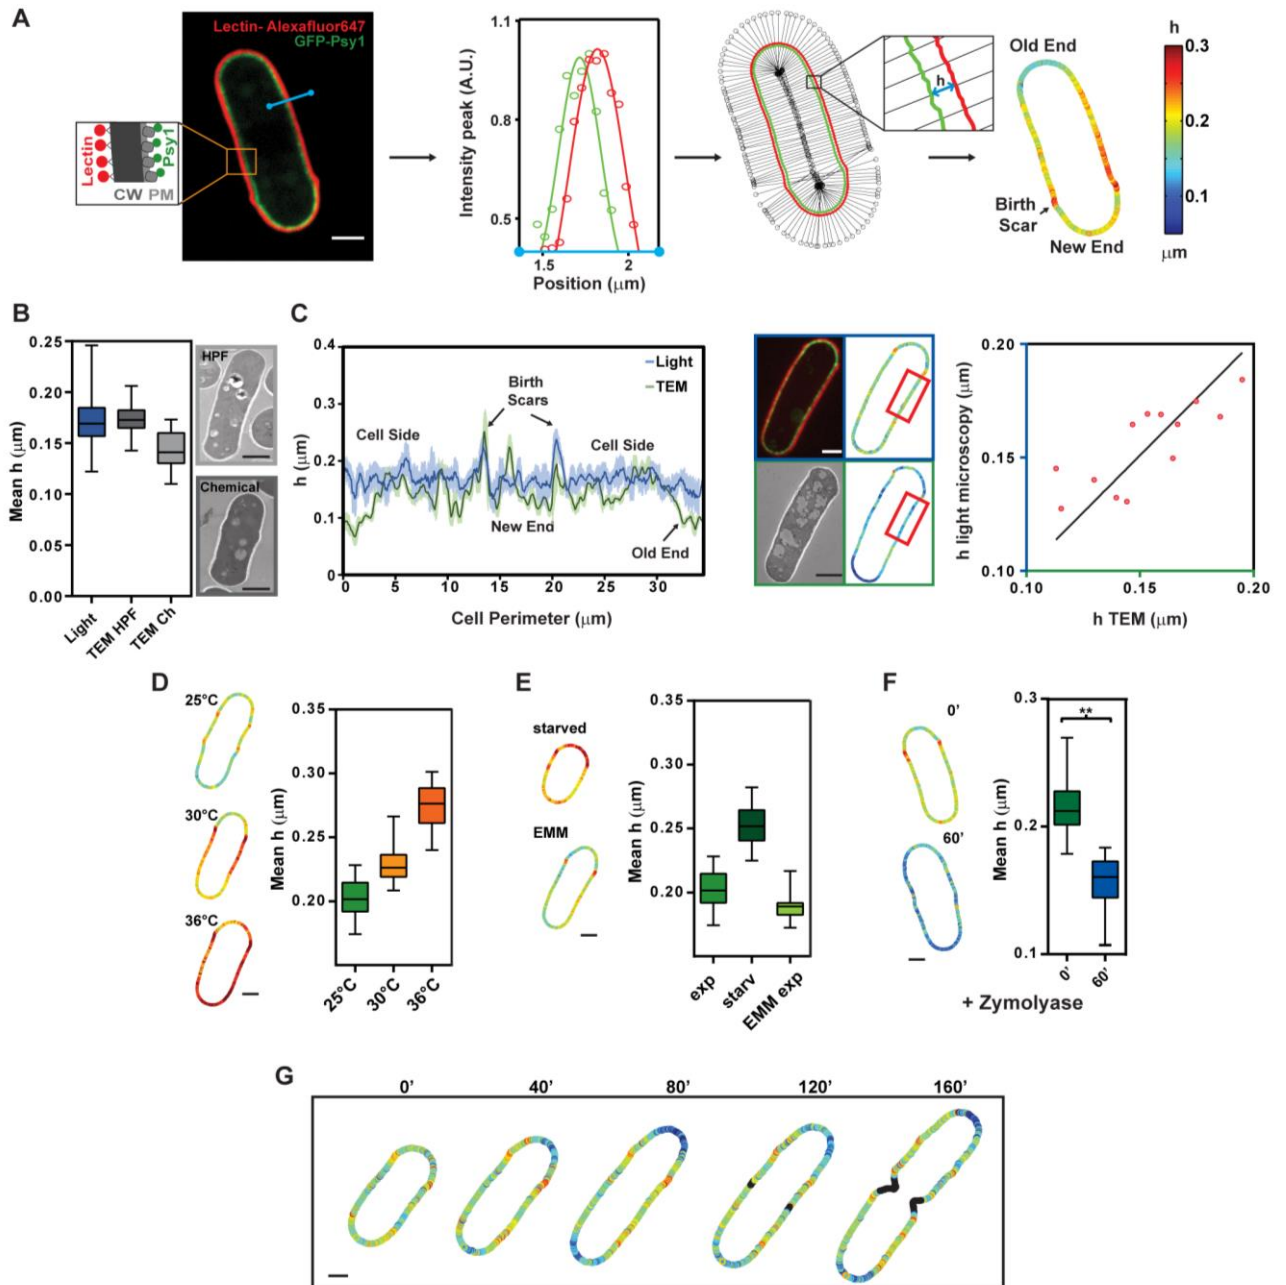 A
Lectin- Alexafluor647
GFP-Psy1
Lectin
Psy1
CW PM
Intensity peak (A.U.)
1.1
0.8
0.5
1.5
2
Position (μm)
h
Old End
Birth
Scar
New End
h
0.3
0.2
0.1
μm
B
Mean h (μm)
0.25
0.20
0.15
0.10
0.05
0.00
Light
TEM HPF
TEM Ch
HPF
Chemical
C
h (μm)
0.4
0.3
0.2
0.1
0
Light
TEM
Birth
Scars
Cell Side
Cell Side
New End
Old End
0
5
10
15
20
25
30
Cell Perimeter (μm)
h light microscopy (μm)
0.20
0.15
0.10
0.10
0.15
0.20
h TEM (μm)
D
25°C
30°C
36°C
Mean h (μm)
0.35
0.30
0.25
0.20
25°C
30°C
36°C
E
starved
EMM
Mean h (μm)
0.35
0.30
0.25
0.20
exp
starv
EMM exp
F
0'
60'
Mean h (μm)
0.3
0.2
0.1
**
0'
60'
+ Zymolyase
G
0'
40'
80'
120'
160'